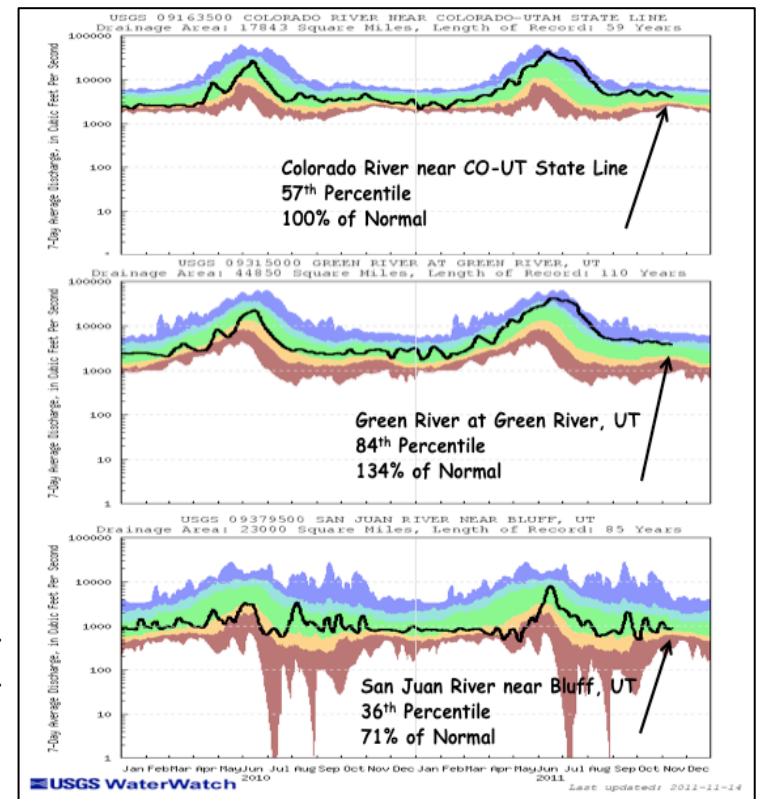 USGS 09163500 COLORADO RIVER NEAR COLORADO-UTAH STATE LINE
Drainage Area: 17843 Square Miles, Length of Record: 59 Years
7-Day Average Discharge, in Cubic Feet Per Second
100000
10000
1000
100
10
1
Colorado River near CO-UT State Line
57th Percentile
100% of Normal
USGS 09315000 GREEN RIVER AT GREEN RIVER, UT
Drainage Area: 44850 Square Miles, Length of Record: 110 Years
7-Day Average Discharge, in Cubic Feet Per Second
100000
10000
1000
100
10
1
Green River at Green River, UT
84th Percentile
134% of Normal
USGS 09379500 SAN JUAN RIVER NEAR BLUFF, UT
Drainage Area: 23000 Square Miles, Length of Record: 85 Years
7-Day Average Discharge, in Cubic Feet Per Second
100000
10000
1000
100
10
1
San Juan River near Bluff, UT
36th Percentile
71% of Normal
Jan Feb Mar Apr May Jun Jul Aug Sep Oct Nov Dec Jan Feb Mar Apr May Jun Jul Aug Sep Oct Nov Dec
2010 2011
USGS WaterWatch
Last updated: 2011-11-14